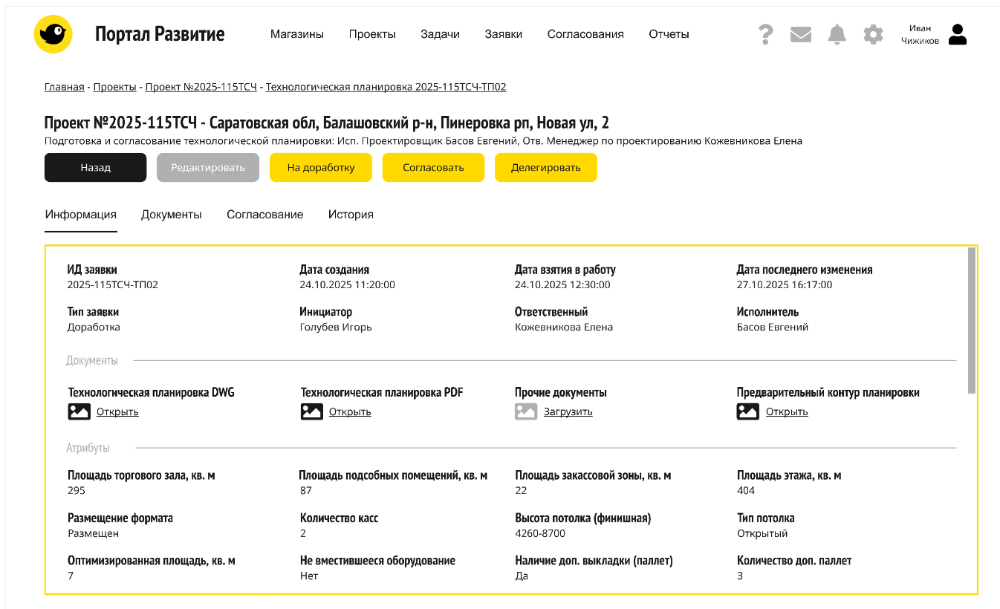 Портал Развитие
Магазины Проекты Задачи Заявки Согласования Отчеты
Иван
Чижиков
Главная - Проекты - Проект №2025-115ТСЧ - Технологическая планировка 2025-115ТСЧ-ТП02
Проект №2025-115ТСЧ - Саратовская обл, Балашовский р-н, Пинеровка рп, Новая ул, 2
Подготовка и согласование технологической планировки: Исп. Проектировщик Басов Евгений, Отв. Менеджер по проектированию Кожевникова Елена
Назад Редактировать На доработку Согласовать Делегировать
Информация Документы Согласование История
ИД заявки Дата создания Дата взятия в работу Дата последнего изменения
2025-115ТСЧ-ТП02 24.10.2025 11:20:00 24.10.2025 12:30:00 27.10.2025 16:17:00
Тип заявки Инициатор Ответственный Исполнитель
Доработка Голубев Игорь Кожевникова Елена Басов Евгений
Документы
Технологическая планировка DWG Технологическая планировка PDF Прочие документы Предварительный контур планировки
Открыть Открыть Загрузить Открыть
Атрибуты
Площадь торгового зала, кв. м Площадь подсобных помещений, кв. м Площадь закассовой зоны, кв. м Площадь этажа, кв. м
295 87 22 404
Размещение формата Количество касс Высота потолка (финишная) Тип потолка
Размещен 2 4260-8700 Открытый
Оптимизированная площадь, кв. м Не вместившееся оборудование Наличие доп. выкладки (паллет) Количество доп. паллет
7 Нет Да 3